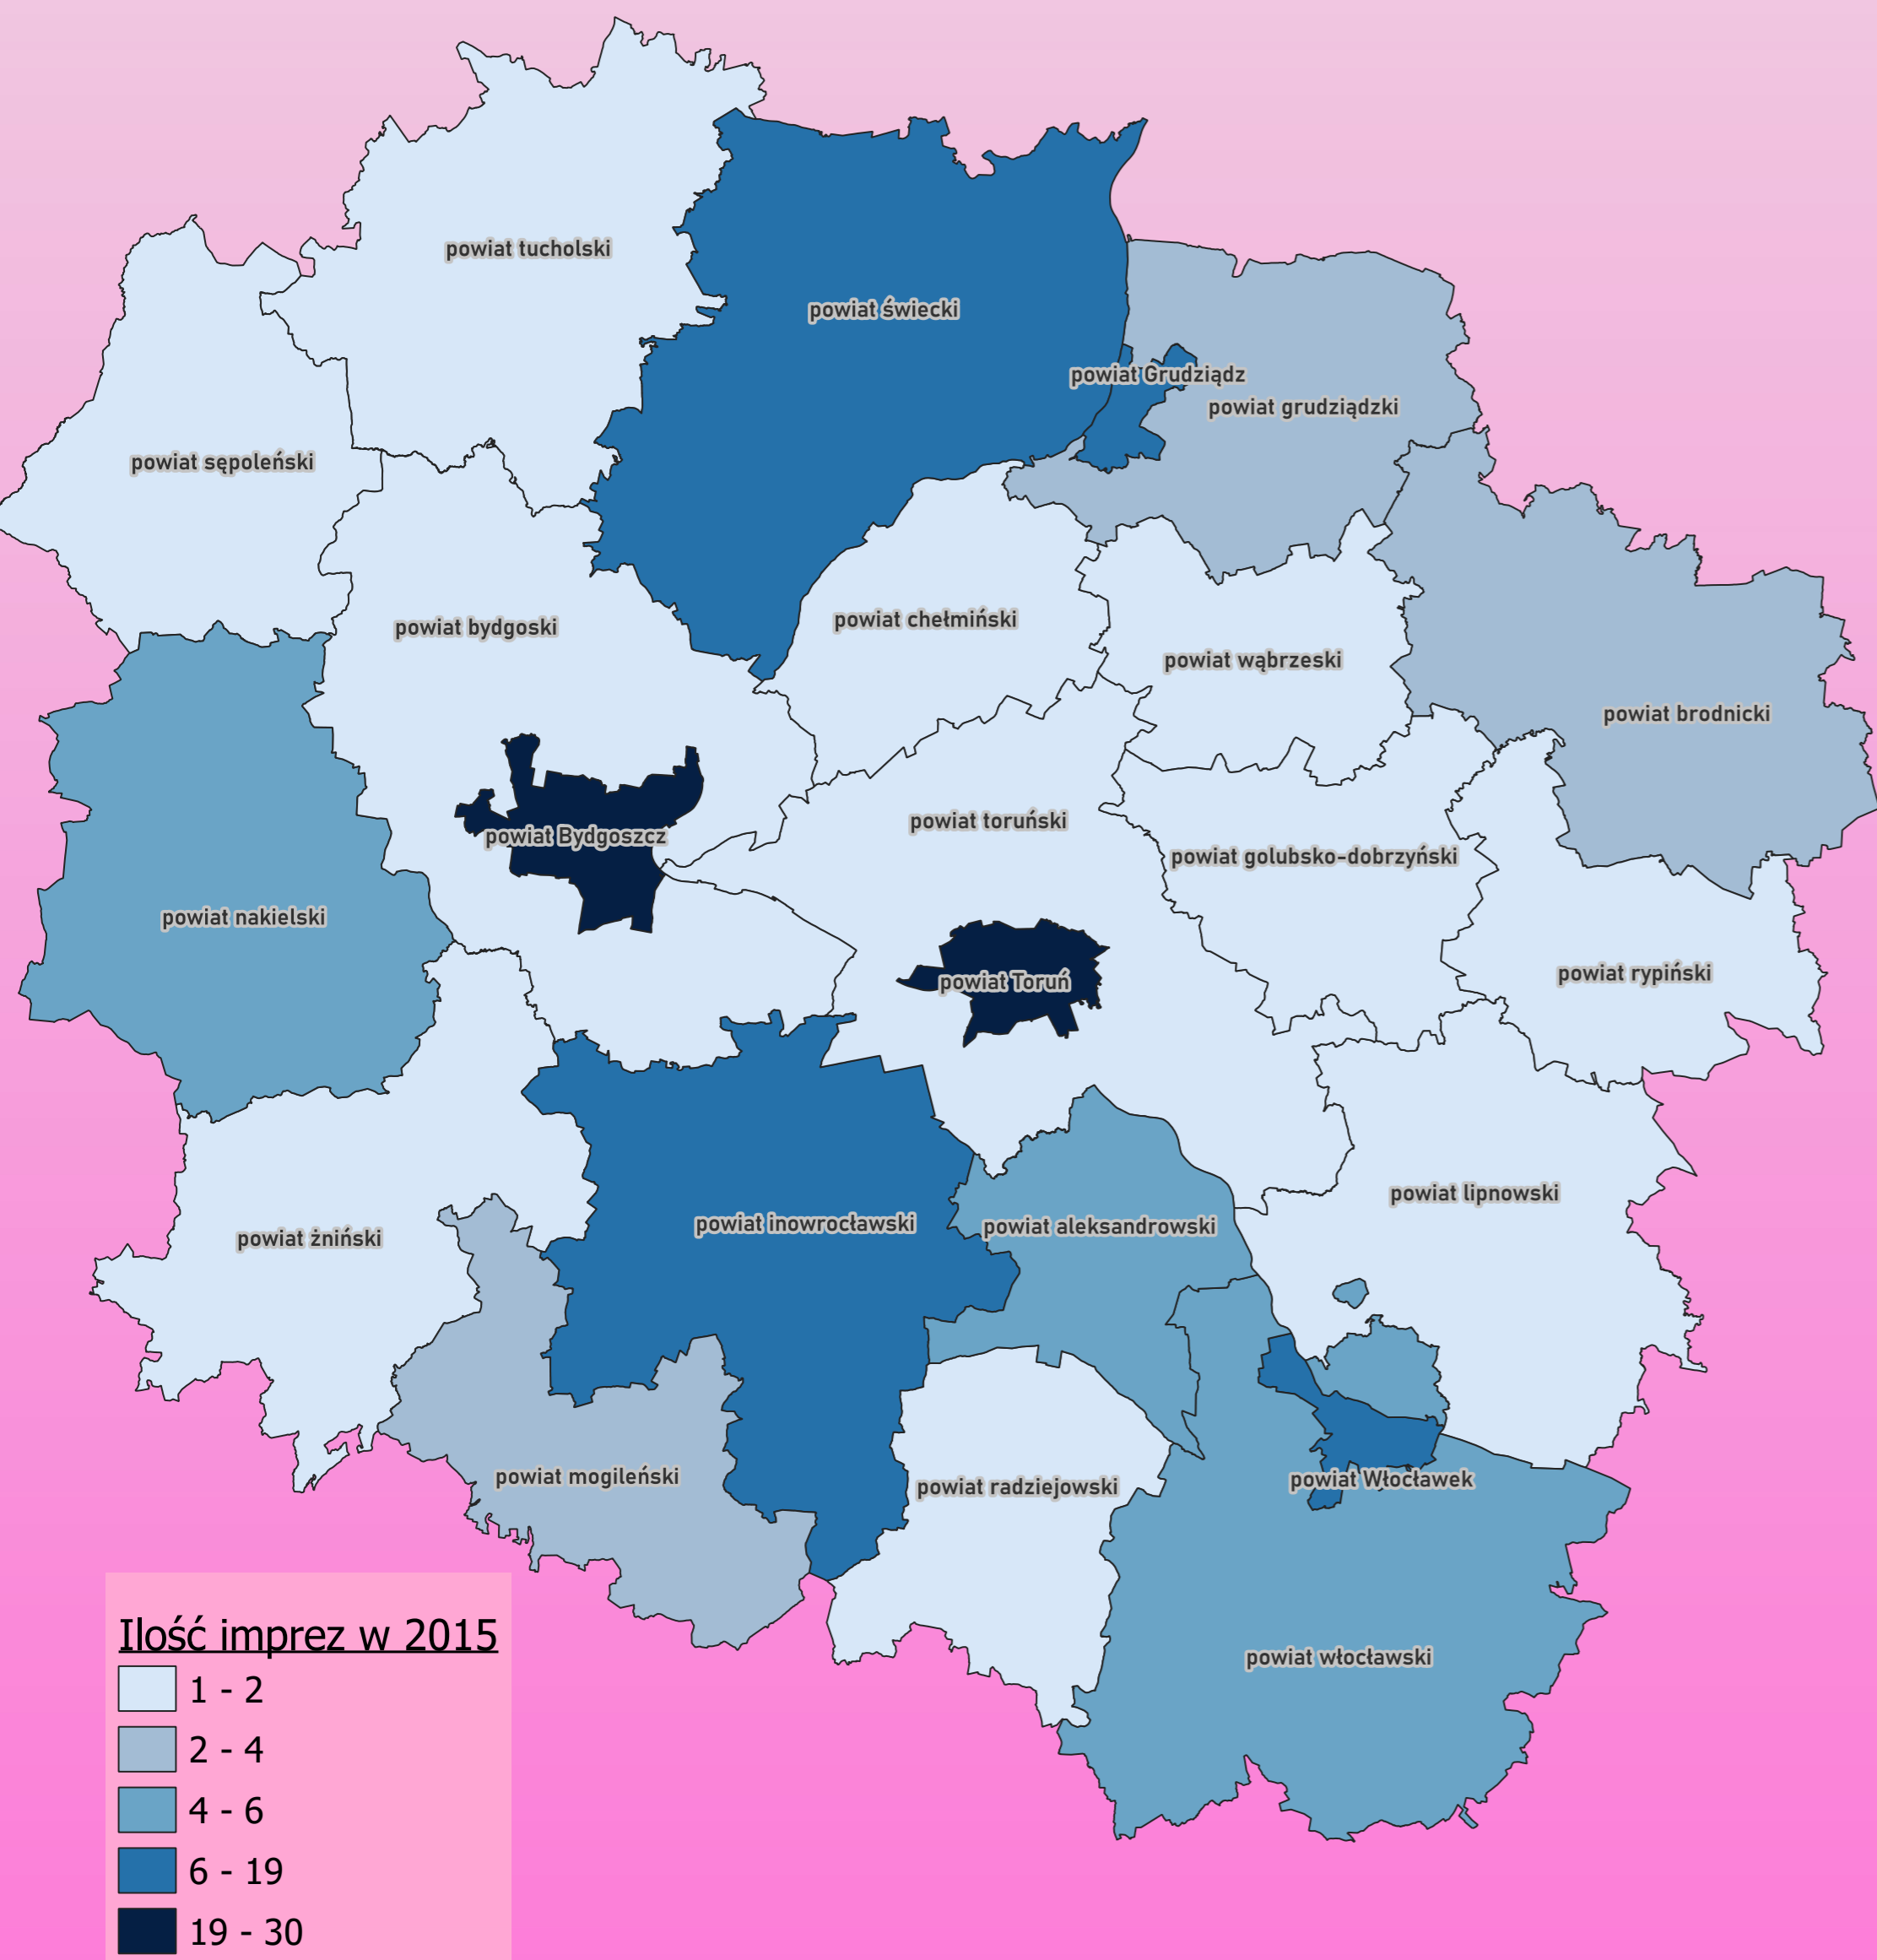 powiat tucholski
powiat świecki
powiat Grudziądz
powiat grudziądzki
powiat sępoleński
powiat chełmiński
powiat bydgoski
powiat wąbrzeski
powiat brodnicki
powiat toruński
powiat Bydgoszcz
powiat golubsko-dobrzyński
powiat nakielski
powiat rypiński
powiat Toruń
powiat lipnowski
powiat inowrocławski
powiat aleksandrowski
powiat żniński
powiat mogileński
powiat Włocławek
powiat radziejowski
powiat włocławski
Ilość imprez w 2015
1 - 2
2 - 4
4 - 6
6 - 19
19 - 30